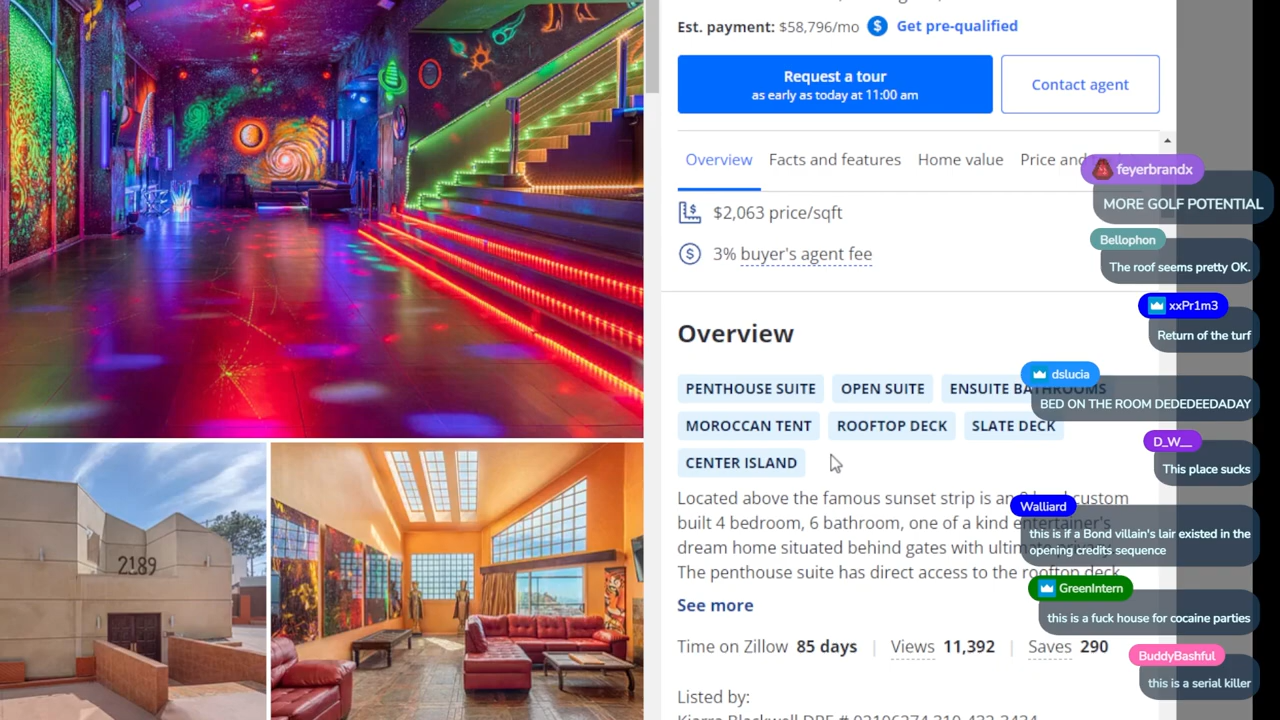 Est. payment: $58,796/mo $ Get pre-qualified
Request a tour
as early as today at 11:00 am
Contact agent
Overview Facts and features Home value Price and
$2,063 price/sqft
3% buyer's agent fee
Overview
PENTHOUSE SUITE OPEN SUITE ENSUITE BATHROOMS
MOROCCAN TENT ROOFTOP DECK SLATE DECK
CENTER ISLAND
Located above the famous sunset strip is an custom
built 4 bedroom, 6 bathroom, one of a kind entertainer's
dream home situated behind gates with
The penthouse suite has direct access to the rooftop deck
See more
Time on Zillow 85 days | Views 11,392 | Saves 290
Listed by:
feyerbrandx
MORE GOLF POTENTIAL
Bellophon
The roof seems pretty OK.
xxPr1m3
Return of the turf
dslucia
BED ON THE ROOM DEDEDEEDADAY
D_W__
This place sucks
Walliard
this is if a Bond villain's lair existed in the
opening credits sequence
GreenIntern
this is a fuck house for cocaine parties
BuddyBashful
this is a serial killer
2189